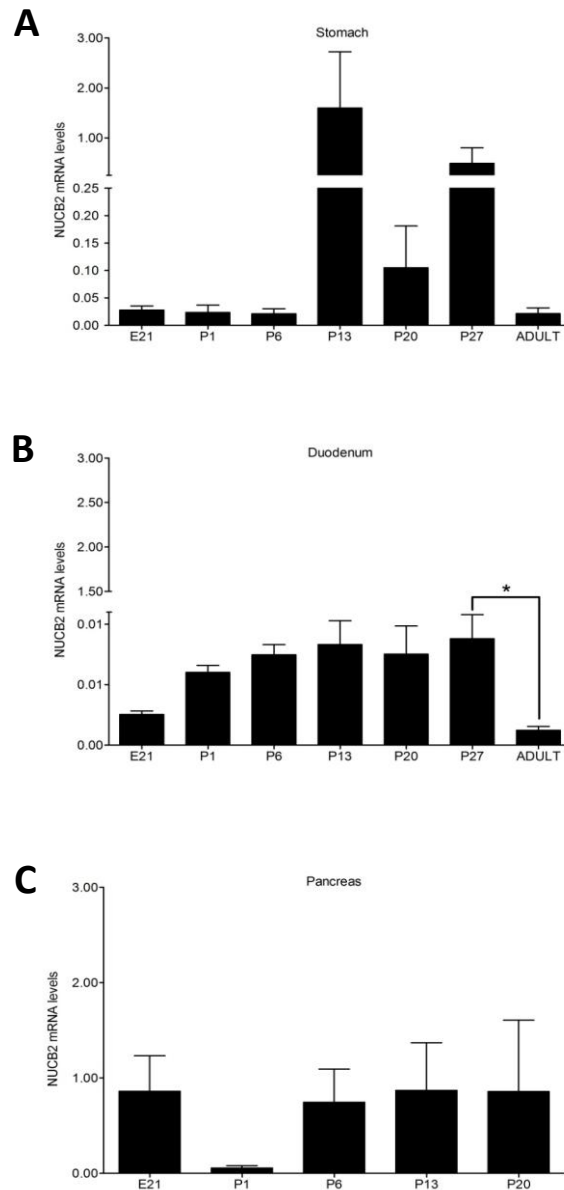 A
Stomach
NUCB2 mRNA levels
3.00
2.00
1.00
0.25
0.20
0.15
0.10
0.05
0.00
E21 P1 P6 P13 P20 P27 ADULT
B
Duodenum
NUCB2 mRNA levels
3.00
2.50
2.00
1.50
0.01
0.01
0.00
*
E21 P1 P6 P13 P20 P27 ADULT
C
Pancreas
NUCB2 mRNA levels
3.00
2.00
1.00
0.00
E21 P1 P6 P13 P20